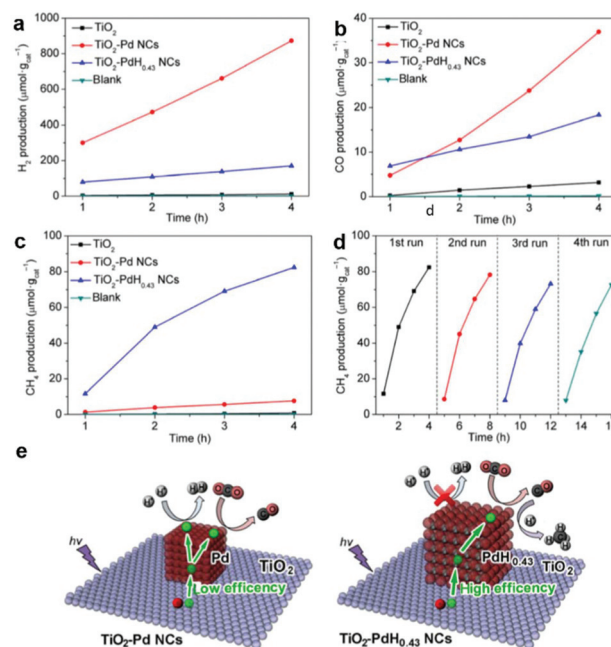 a
TiO2
TiO2-Pd NCs
TiO2-PdH0.43 NCs
Blank
H2 production (μmol·gcat−1)
1000
800
600
400
200
0
1 2 3 4
Time (h)
b
TiO2
TiO2-Pd NCs
TiO2-PdH0.43 NCs
Blank
CO production (μmol·gcat−1)
40
30
20
10
0
1 2 3 4
Time (h)
d
c
TiO2
TiO2-Pd NCs
TiO2-PdH0.43 NCs
Blank
CH4 production (μmol·gcat−1)
100
80
60
40
20
0
1 2 3 4
Time (h)
d
1st run 2nd run 3rd run 4th run
CH4 production (μmol·gcat−1)
100
80
60
40
20
0
2 4 6 8 10 12 14 16
Time (h)
e
H H HH
hv
Pd
TiO2
Low efficency
TiO2-Pd NCs
H H HH
H
H
H
hv
PdH0.43
TiO2
High efficency
TiO2-PdH0.43 NCs